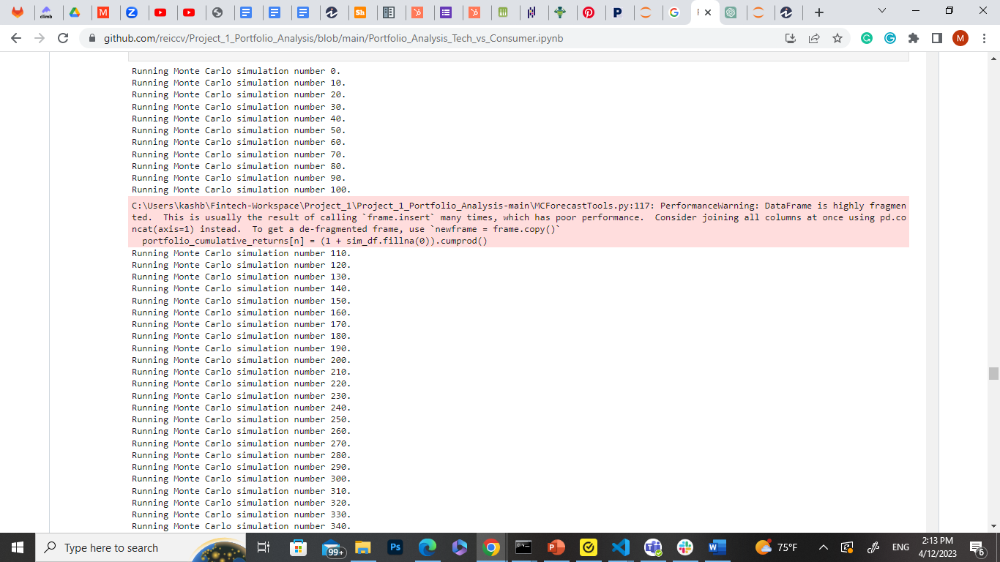 climb
M
Sh
github.com/reiccv/Project_1_Portfolio_Analysis/blob/main/Portfolio_Analysis_Tech_vs_Consumer.ipynb
M
Running Monte Carlo simulation number 0.
Running Monte Carlo simulation number 10.
Running Monte Carlo simulation number 20.
Running Monte Carlo simulation number 30.
Running Monte Carlo simulation number 40.
Running Monte Carlo simulation number 50.
Running Monte Carlo simulation number 60.
Running Monte Carlo simulation number 70.
Running Monte Carlo simulation number 80.
Running Monte Carlo simulation number 90.
Running Monte Carlo simulation number 100.
C:\Users\kashb\Fintech-Workspace\Project_1\Project_1_Portfolio_Analysis-main\MCForecastTools.py:117: PerformanceWarning: DataFrame is highly fragmen
ted.  This is usually the result of calling `frame.insert` many times, which has poor performance.  Consider joining all columns at once using pd.co
ncat(axis=1) instead.  To get a de-fragmented frame, use `newframe = frame.copy()`
  portfolio_cumulative_returns[n] = (1 + sim_df.fillna(0)).cumprod()
Running Monte Carlo simulation number 110.
Running Monte Carlo simulation number 120.
Running Monte Carlo simulation number 130.
Running Monte Carlo simulation number 140.
Running Monte Carlo simulation number 150.
Running Monte Carlo simulation number 160.
Running Monte Carlo simulation number 170.
Running Monte Carlo simulation number 180.
Running Monte Carlo simulation number 190.
Running Monte Carlo simulation number 200.
Running Monte Carlo simulation number 210.
Running Monte Carlo simulation number 220.
Running Monte Carlo simulation number 230.
Running Monte Carlo simulation number 240.
Running Monte Carlo simulation number 250.
Running Monte Carlo simulation number 260.
Running Monte Carlo simulation number 270.
Running Monte Carlo simulation number 280.
Running Monte Carlo simulation number 290.
Running Monte Carlo simulation number 300.
Running Monte Carlo simulation number 310.
Running Monte Carlo simulation number 320.
Running Monte Carlo simulation number 330.
Running Monte Carlo simulation number 340.
Type here to search
99+
Ps
75°F
ENG
2:13 PM
4/12/2023
6